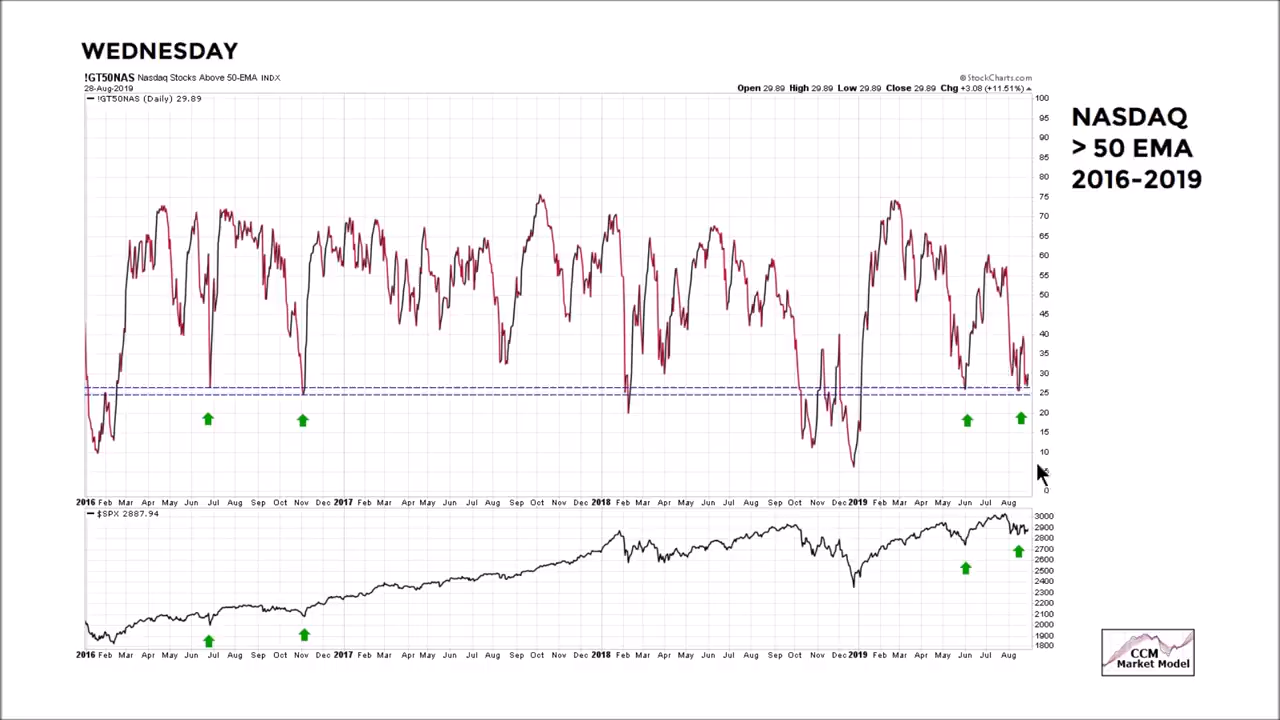 WEDNESDAY
!GT50NAS Nasdaq Stocks Above 50-EMA INDX
© StockCharts.com
28-Aug-2019
Open 29.89 High 29.89 Low 29.89 Close 29.89 Chg +3.08 (+11.51%)
!GT50NAS (Daily) 29.89
100
95
90
85
80
75
70
65
60
55
50
45
40
35
30
25
20
15
10
5
0
NASDAQ
> 50 EMA
2016-2019
2016 Feb Mar Apr May Jun Jul Aug Sep Oct Nov Dec 2017 Feb Mar Apr May Jun Jul Aug Sep Oct Nov Dec 2018 Feb Mar Apr May Jun Jul Aug Sep Oct Nov Dec 2019 Feb Mar Apr May Jun Jul Aug
$SPX 2887.94
3000
2900
2800
2700
2600
2500
2400
2300
2200
2100
2000
1900
1800
2016 Feb Mar Apr May Jun Jul Aug Sep Oct Nov Dec 2017 Feb Mar Apr May Jun Jul Aug Sep Oct Nov Dec 2018 Feb Mar Apr May Jun Jul Aug Sep Oct Nov Dec 2019 Feb Mar Apr May Jun Jul Aug
CCM
Market Model